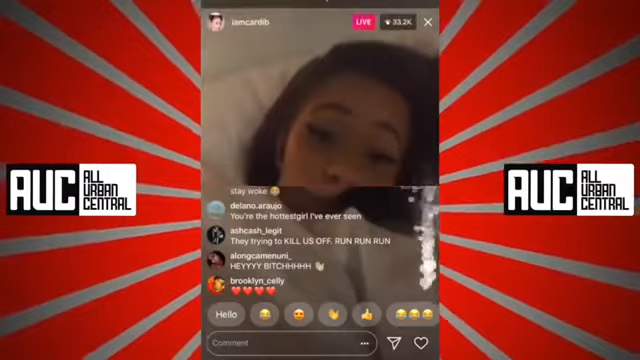 iamcardib
LIVE
33.2K
AUC
ALL
URBAN
CENTRAL
AUC
ALL
URBAN
CENTRAL
stay woke
delano.araujo
You're the hottestgirl I've ever seen
ashcash_legit
They trying to KILL US OFF. RUN RUN RUN
alongcamenuni_
HEYYYY BITCHHHHH 👋🏼
brooklyn_celly
❤️❤️❤️❤️
Hello
Comment